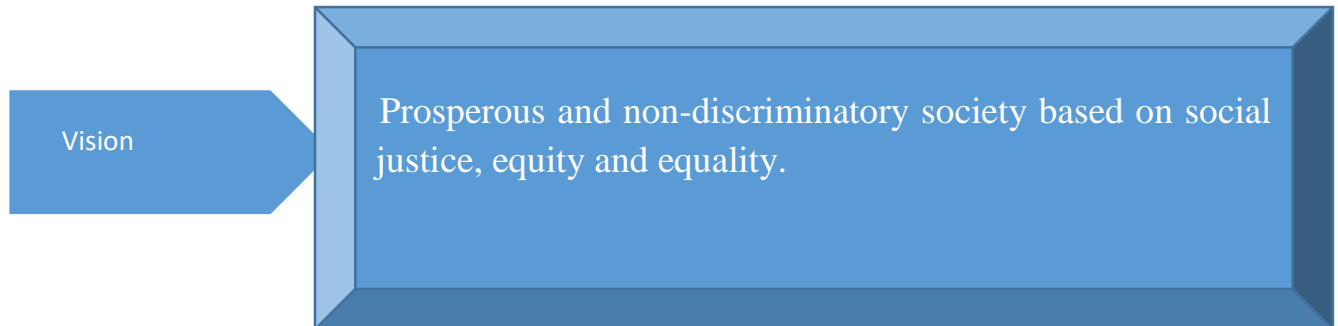 Vision
Prosperous and non-discriminatory society based on social
justice, equity and equality.